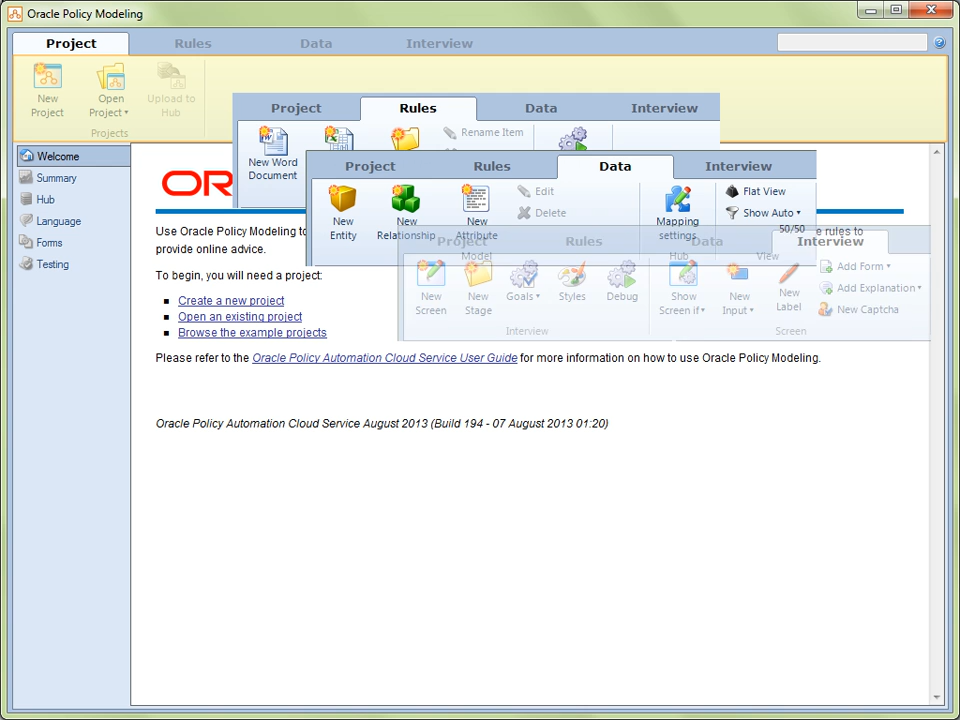 Oracle Policy Modeling
Project Rules Data Interview
New Project
Open Project
Upload to Hub
Projects
Project Rules Data Interview
New Word Document
Rename Item
Project Rules Data Interview
New Entity
New Relationship
New Attribute
Edit
Delete
Mapping settings
Flat View
Show Auto
50/50
Model
Hub
View
Project Rules Data Interview
New Screen
New Stage
Goals
Styles
Debug
Interview
Show Screen if
New Input
New Label
Add Form
Add Explanation
New Captcha
Screen
Welcome
Summary
Hub
Language
Forms
Testing
OR
Use Oracle Policy Modeling to
e rules to
provide online advice.
To begin, you will need a project:
Create a new project
Open an existing project
Browse the example projects
Please refer to the Oracle Policy Automation Cloud Service User Guide for more information on how to use Oracle Policy Modeling.
Oracle Policy Automation Cloud Service August 2013 (Build 194 - 07 August 2013 01:20)